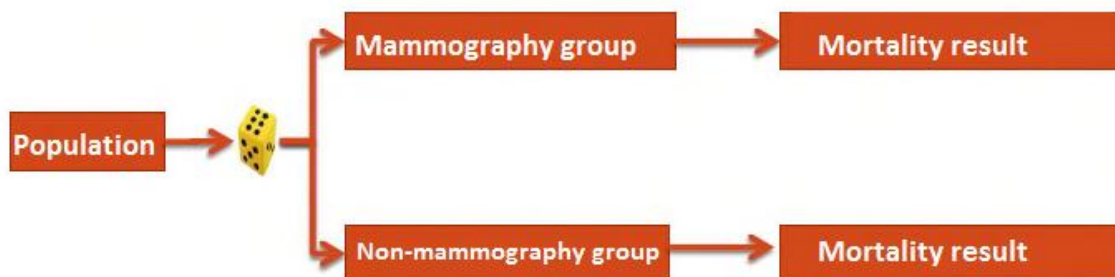 Mammography group
Mortality result
Population
Non-mammography group
Mortality result